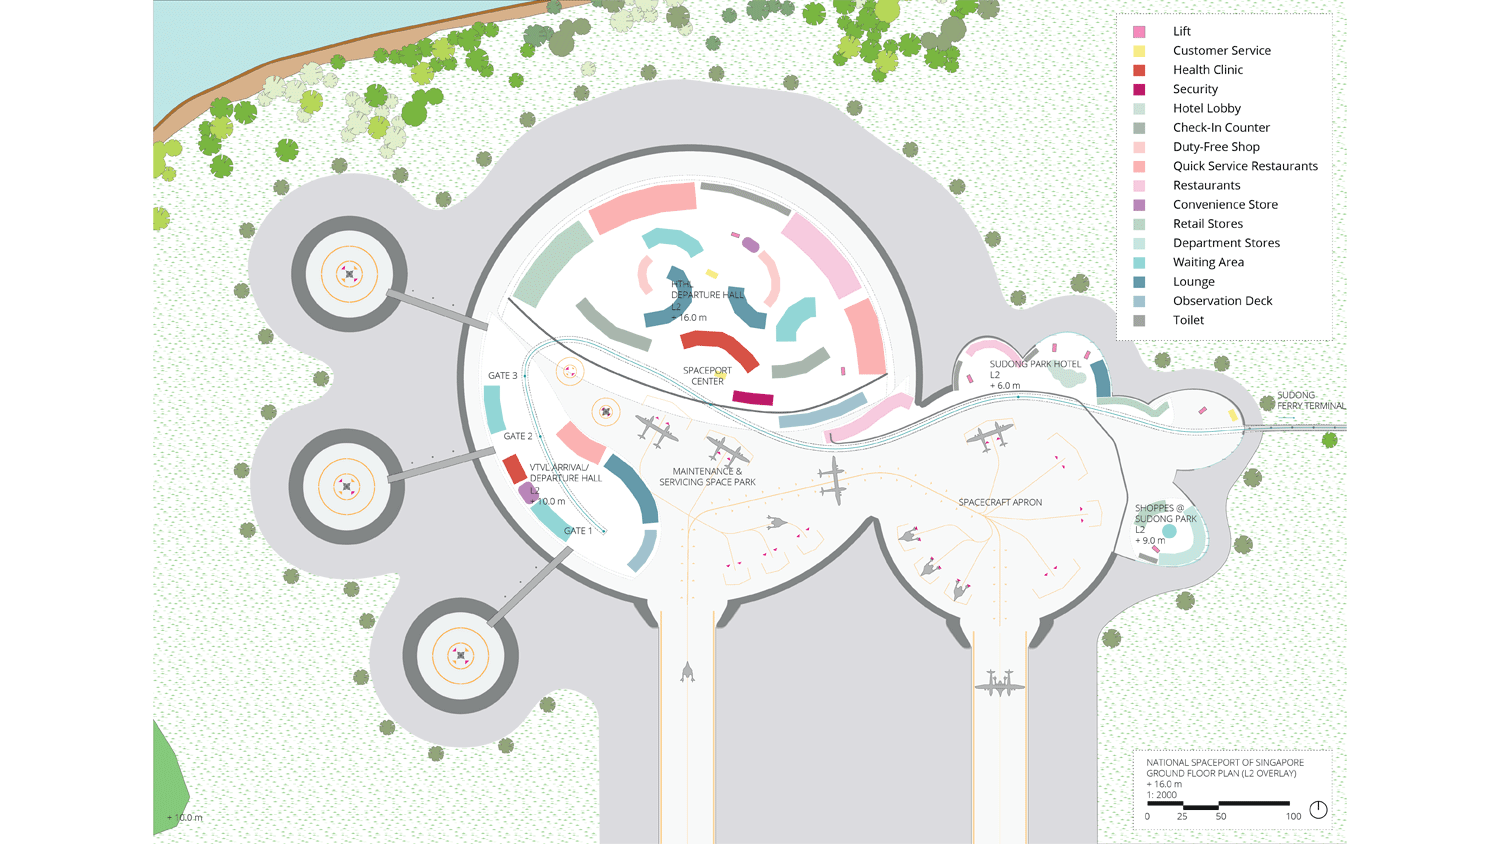 Lift
Customer Service
Health Clinic
Security
Hotel Lobby
Check-In Counter
Duty-Free Shop
Quick Service Restaurants
Restaurants
Convenience Store
Retail Stores
Department Stores
Waiting Area
Lounge
Observation Deck
Toilet
HTHL
DEPARTURE HALL
L2
+ 16.0 m
SPACEPORT
CENTER
GATE 3
GATE 2
VTVL ARRIVAL/
DEPARTURE HALL
L2
+ 10.0 m
GATE 1
MAINTENANCE &
SERVICING SPACE PARK
SPACECRAFT APRON
SUDONG PARK HOTEL
L2
+ 6.0 m
SUDONG
FERRY TERMINAL
SHOPPES @
SUDONG PARK
L2
+ 9.0 m
+ 10.0 m
NATIONAL SPACEPORT OF SINGAPORE
GROUND FLOOR PLAN (L2 OVERLAY)
+ 16.0 m
1: 2000
0 25 50 100